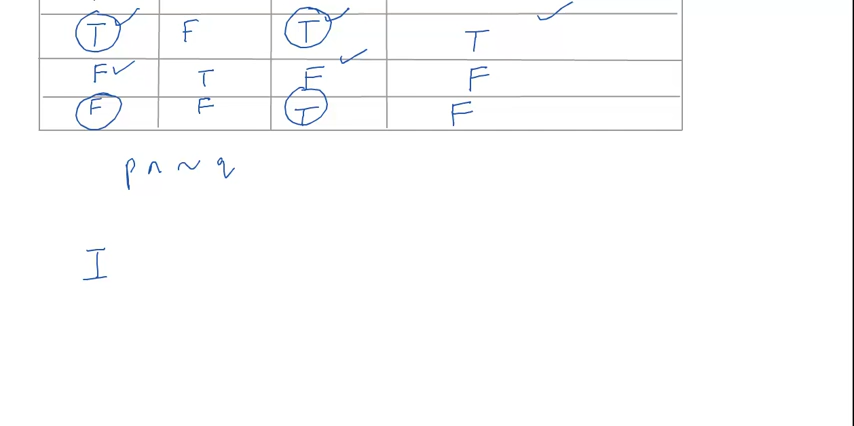 T F T T
F T F F
F F T F
p ∧ ~ q
I